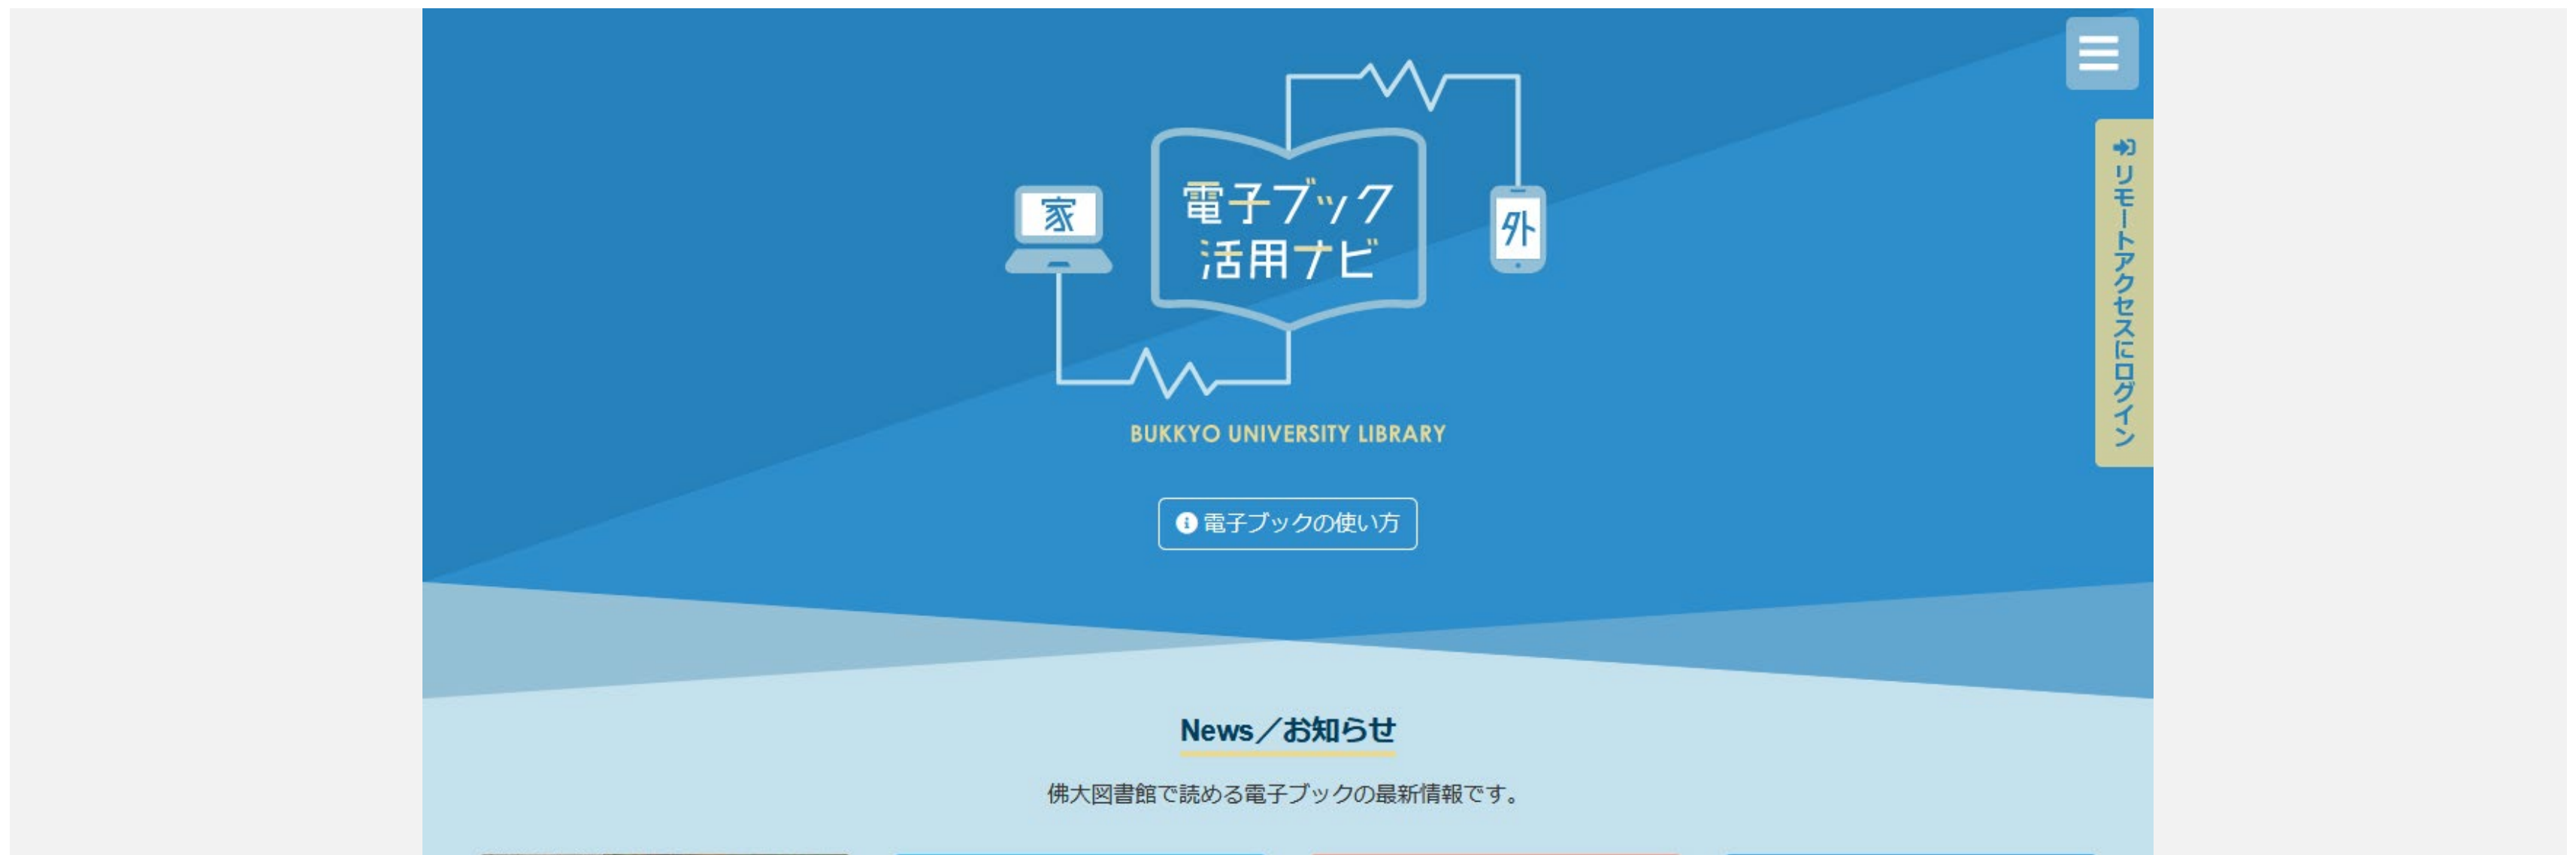 家
電子ブック
活用ナビ
外
BUKKYO UNIVERSITY LIBRARY
リモートアクセスにログイン
電子ブックの使い方
News／お知らせ
佛大図書館で読める電子ブックの最新情報です。